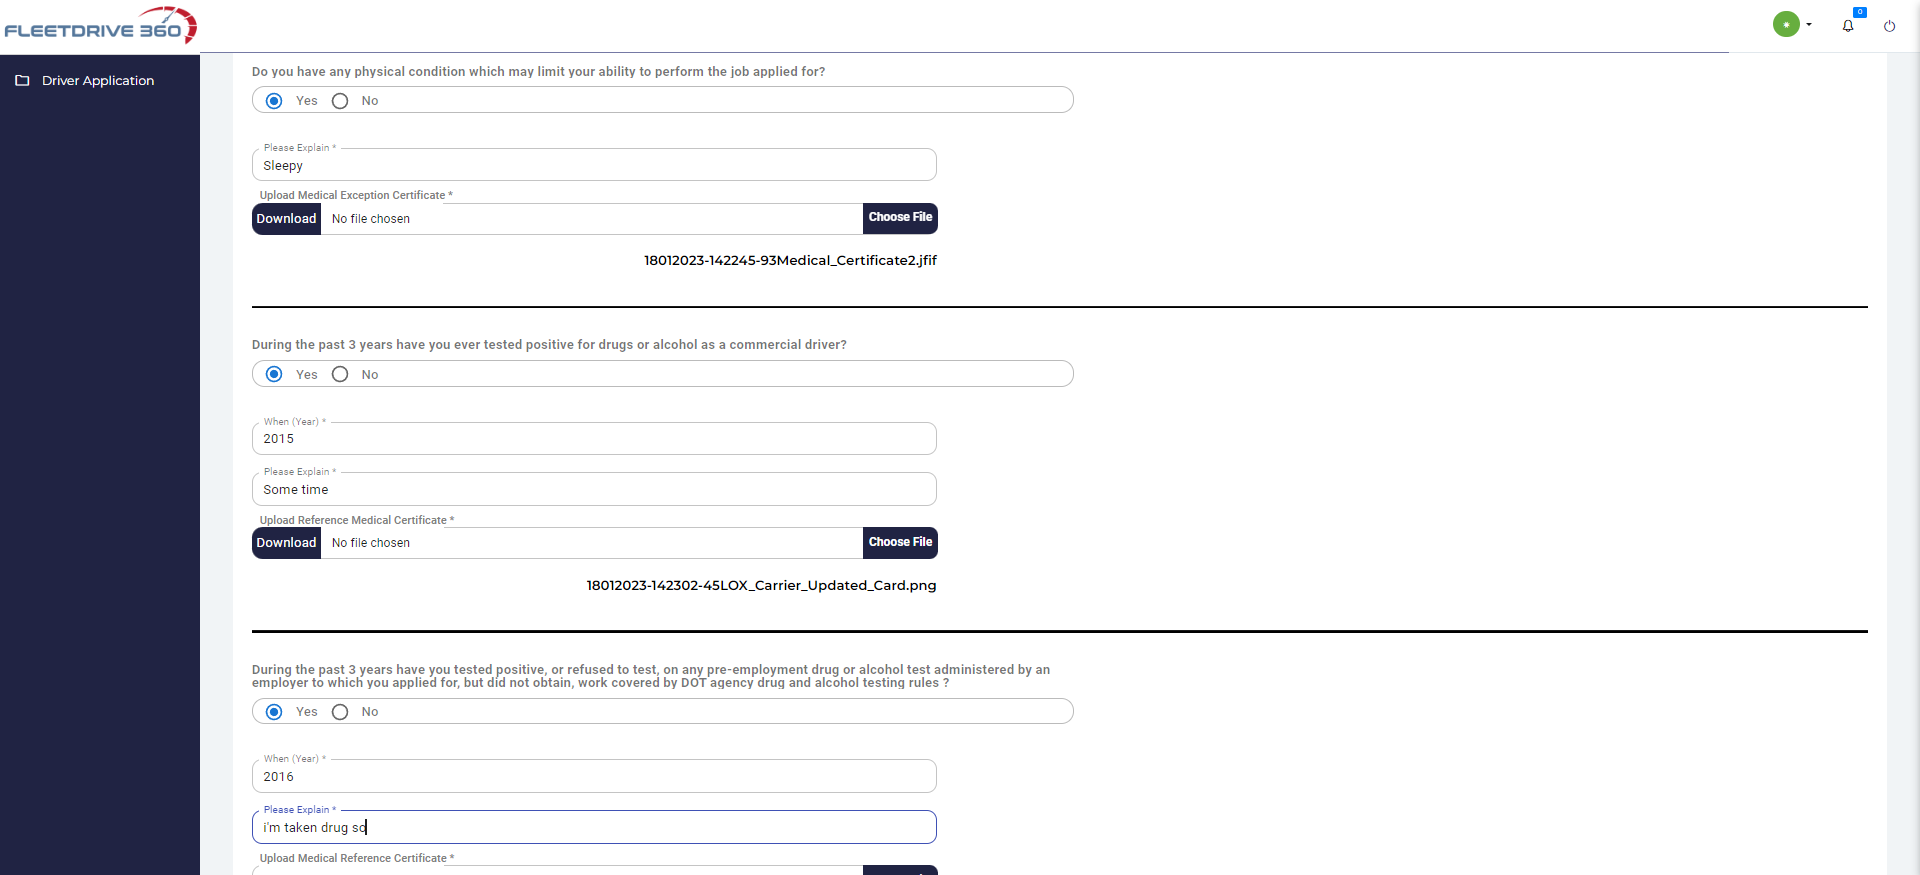 FLEETDRIVE 360
0
Driver Application
Do you have any physical condition which may limit your ability to perform the job applied for?
Yes No
Please Explain *
Sleepy
Upload Medical Exception Certificate *
Download No file chosen Choose File
18012023-142245-93Medical_Certificate2.jfif
During the past 3 years have you ever tested positive for drugs or alcohol as a commercial driver?
Yes No
When (Year) *
2015
Please Explain *
Some time
Upload Reference Medical Certificate *
Download No file chosen Choose File
18012023-142302-45LOX_Carrier_Updated_Card.png
During the past 3 years have you tested positive, or refused to test, on any pre-employment drug or alcohol test administered by an
employer to which you applied for, but did not obtain, work covered by DOT agency drug and alcohol testing rules ?
Yes No
When (Year) *
2016
Please Explain *
i'm taken drug so
Upload Medical Reference Certificate *